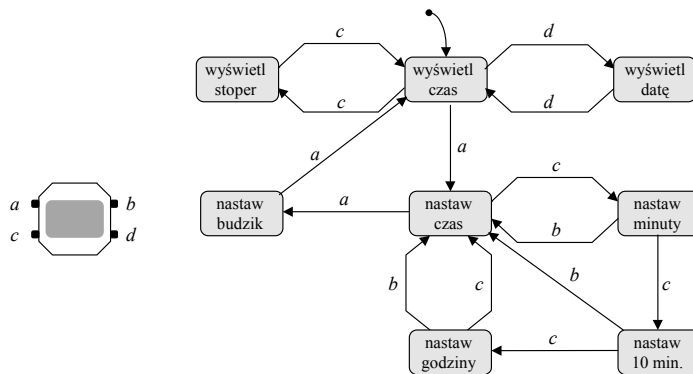 c
d
wyświetl
stoper
wyświetl
czas
wyświetl
datę
c
d
a
a
c
a
b
c
d
nastaw
budzik
a
nastaw
czas
b
nastaw
minuty
b
c
b
c
c
nastaw
godziny
nastaw
10 min.